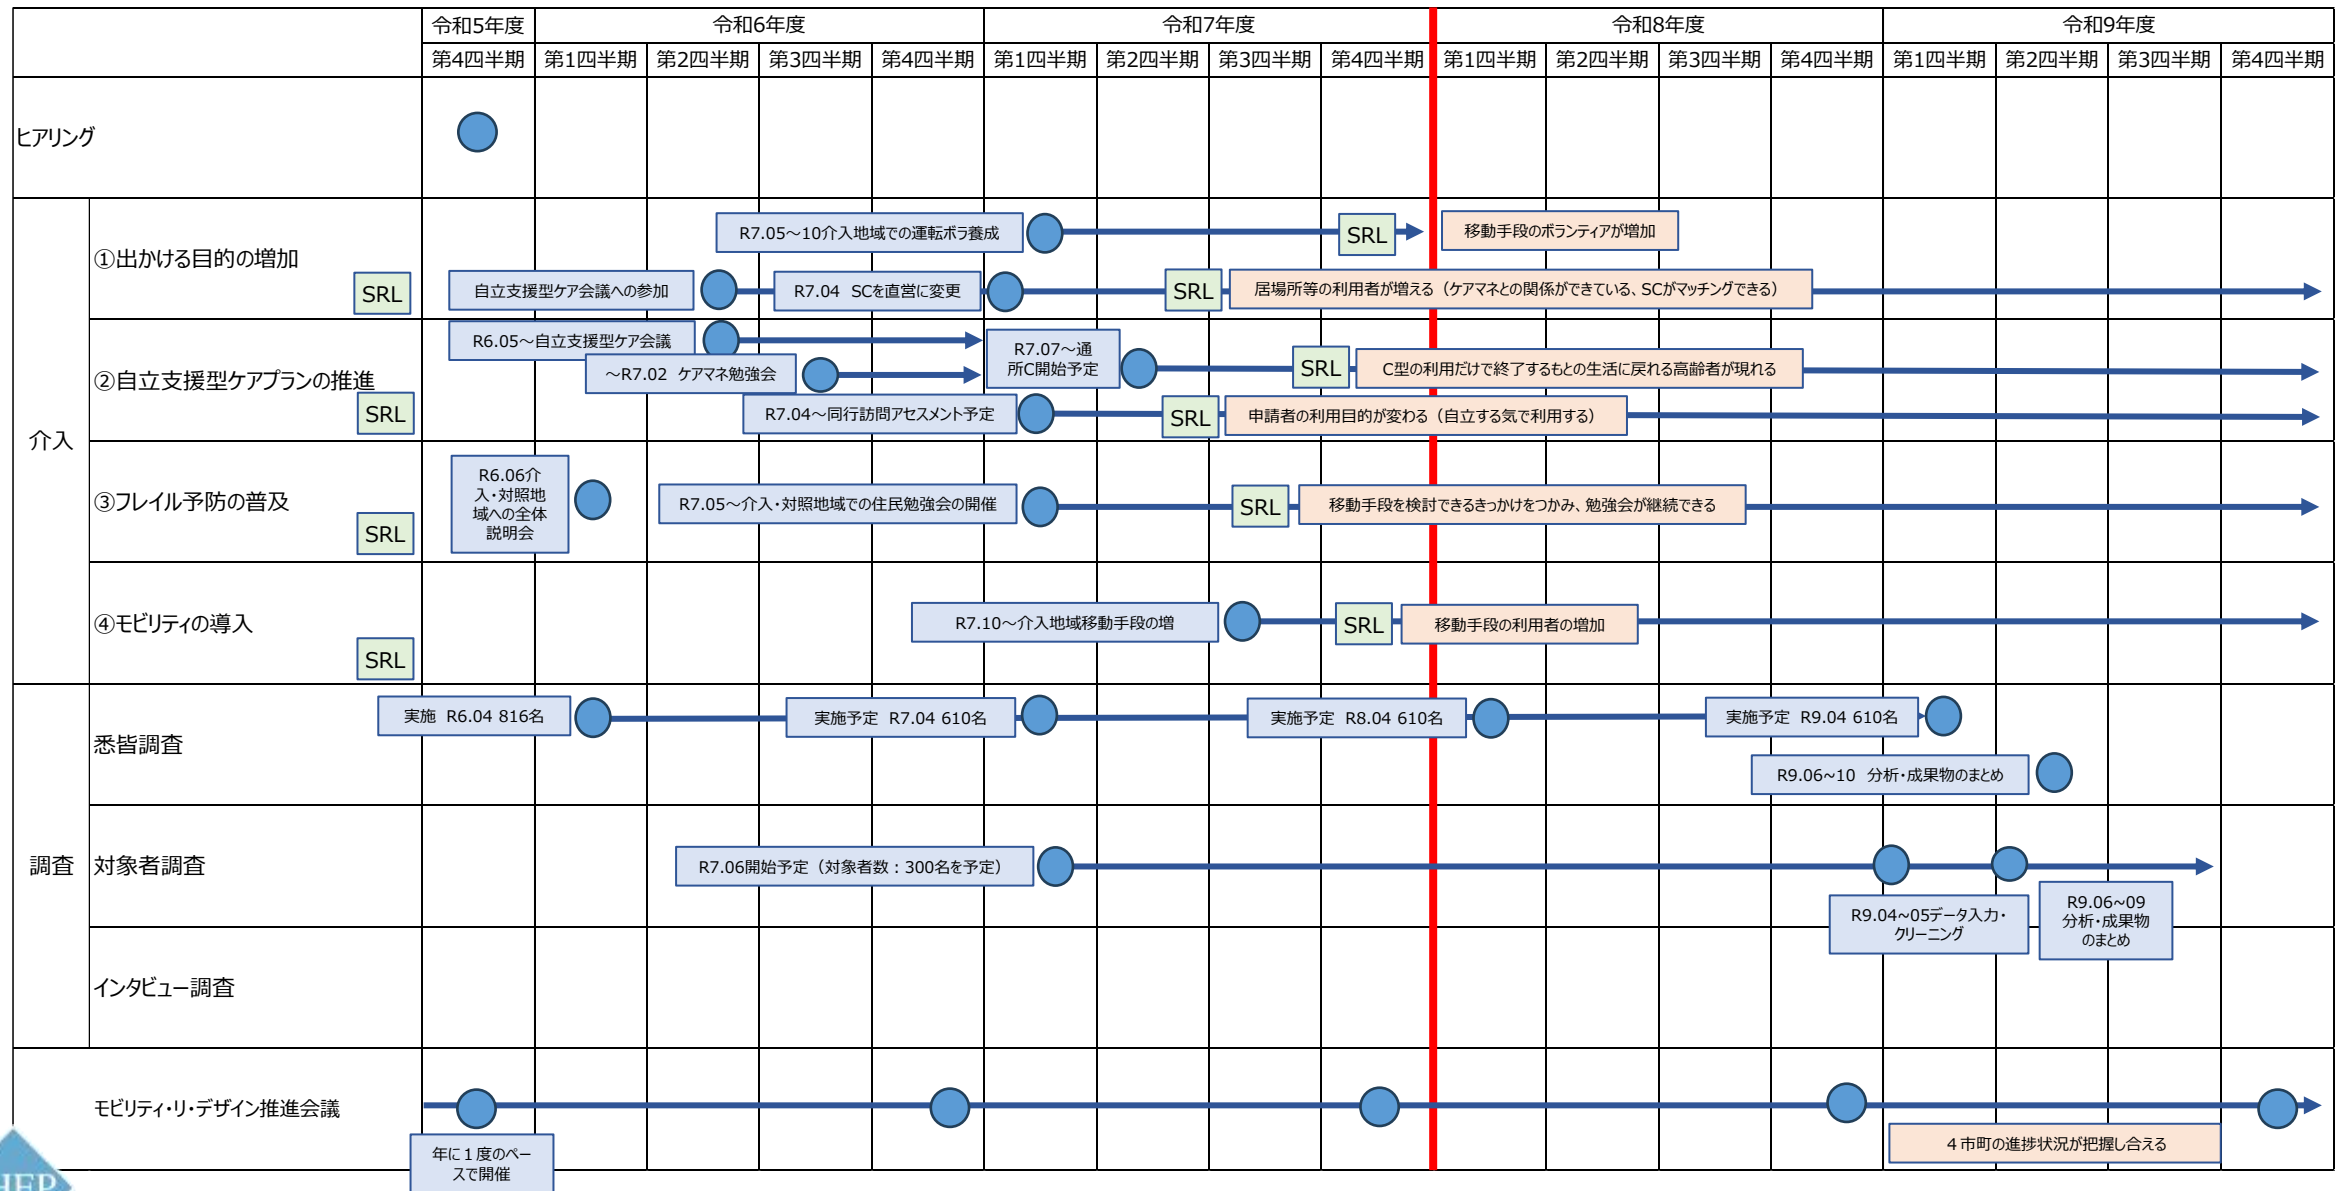 令和5年度 令和6年度 令和7年度 令和8年度 令和9年度
第4四半期 第1四半期 第2四半期 第3四半期 第4四半期 第1四半期 第2四半期 第3四半期 第4四半期 第1四半期 第2四半期 第3四半期 第4四半期 第1四半期 第2四半期 第3四半期 第4四半期
ヒアリング
介入
①出かける目的の増加
SRL
R7.05～10介入地域での運転ボラ養成
SRL
移動手段のボランティアが増加
自立支援型ケア会議への参加
R7.04 SCを直営に変更
SRL
居場所等の利用者が増える（ケアマネとの関係ができている、SCがマッチングできる）
②自立支援型ケアプランの推進
SRL
R6.05～自立支援型ケア会議
～R7.02 ケアマネ勉強会
R7.07～通
所C開始予定
SRL
C型の利用だけで終了するもとの生活に戻れる高齢者が現れる
R7.04～同行訪問アセスメント予定
SRL
申請者の利用目的が変わる（自立する気で利用する）
③フレイル予防の普及
SRL
R6.06介
入・対照地
域への全体
説明会
R7.05～介入・対照地域での住民勉強会の開催
SRL
移動手段を検討できるきっかけをつかみ、勉強会が継続できる
④モビリティの導入
SRL
R7.10～介入地域移動手段の増
SRL
移動手段の利用者の増加
調査
悉皆調査
実施 R6.04 816名
実施予定 R7.04 610名
実施予定 R8.04 610名
実施予定 R9.04 610名
R9.06~10 分析・成果物のまとめ
対象者調査
R7.06開始予定（対象者数：300名を予定）
R9.04~05データ入力・
クリーニング
R9.06~09
分析・成果物
のまとめ
インタビュー調査
モビリティ・リ・デザイン推進会議
年に１度のペー
スで開催
４市町の進捗状況が把握し合える